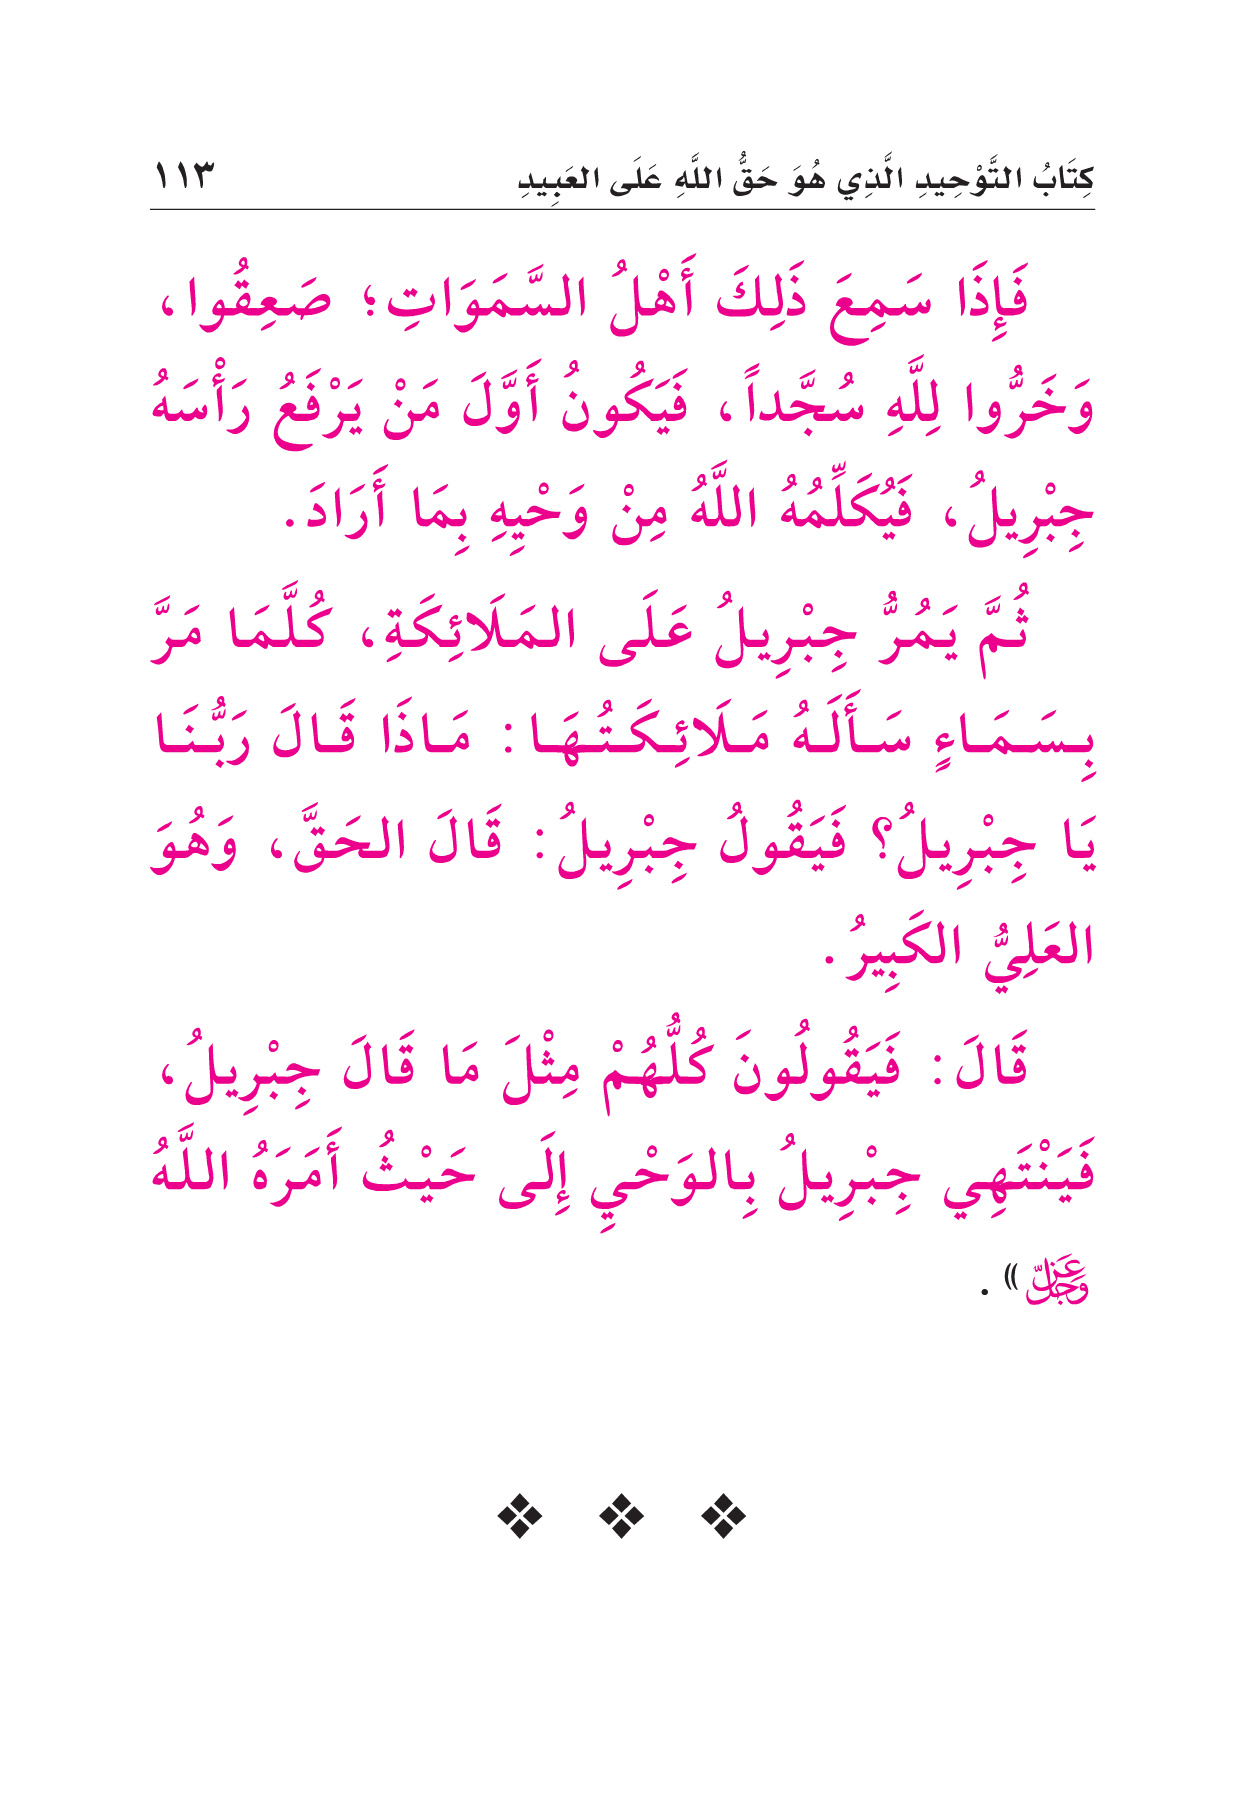 كِتَابُ التَّوْحِيدِ الَّذِي هُوَ حَقُّ اللَّهِ عَلَى العَبِيدِ ١١٣
فَإِذَا سَمِعَ ذَلِكَ أَهْلُ السَّمَوَاتِ؛ صَعِقُوا،
وَخَرُّوا لِلَّهِ سُجَّداً، فَيَكُونُ أَوَّلَ مَنْ يَرْفَعُ رَأْسَهُ
جِبْرِيلُ، فَيُكَلِّمُهُ اللَّهُ مِنْ وَحْيِهِ بِمَا أَرَادَ.
ثُمَّ يَمُرُّ جِبْرِيلُ عَلَى المَلَائِكَةِ، كُلَّمَا مَرَّ
بِسَمَاءٍ سَأَلَهُ مَلَائِكَتُهَا: مَاذَا قَالَ رَبُّنَا
يَا جِبْرِيلُ؟ فَيَقُولُ جِبْرِيلُ: قَالَ الحَقَّ، وَهُوَ
العَلِيُّ الكَبِيرُ.
قَالَ: فَيَقُولُونَ كُلُّهُمْ مِثْلَ مَا قَالَ جِبْرِيلُ،
فَيَنْتَهِي جِبْرِيلُ بِالوَحْيِ إِلَى حَيْثُ أَمَرَهُ اللَّهُ
عَزَّ وَجَلَّ».